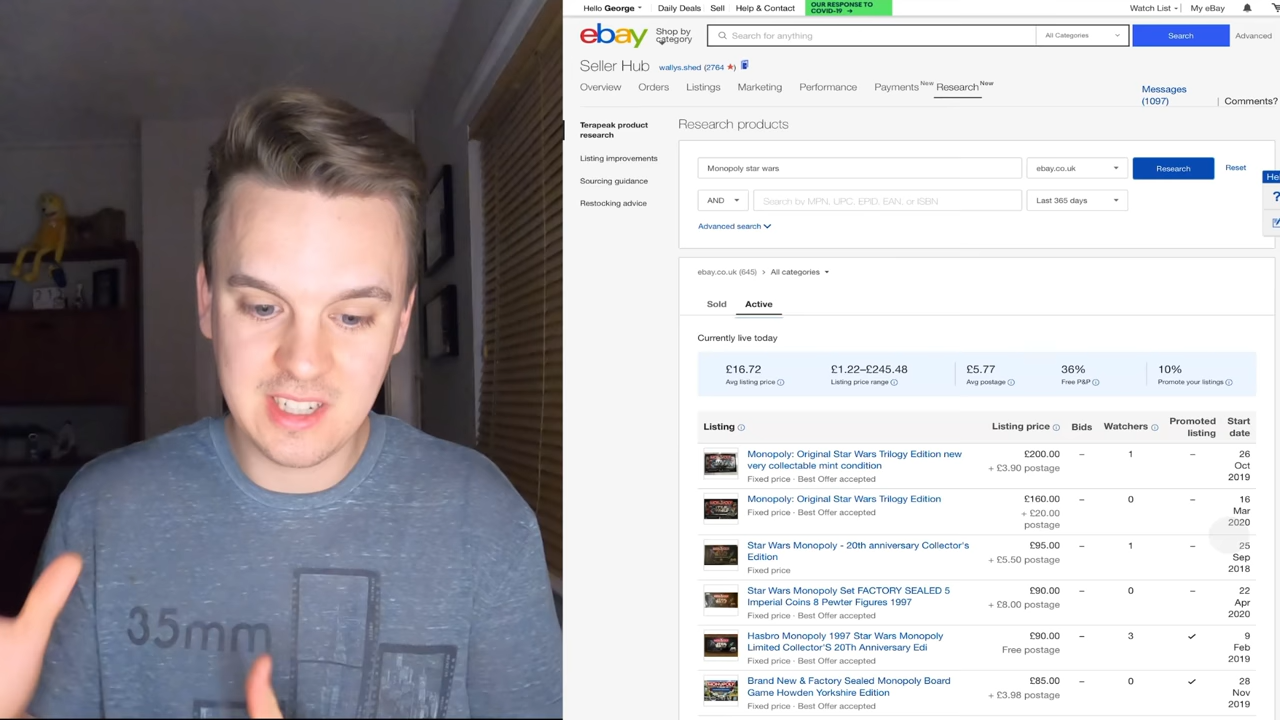 Hello George
Daily Deals
Sell
Help & Contact
OUR RESPONSE TO
COVID-19 →
Watch List
My eBay
ebay
Shop by
category
Search for anything
All Categories
Search
Advanced
Seller Hub
wallys.shed (2764 ★)
Overview
Orders
Listings
Marketing
Performance
Payments New
Research New
Messages
(1097)
| Comments?
Terapeak product
research
Listing improvements
Sourcing guidance
Restocking advice
Research products
Monopoly star wars
ebay.co.uk
Research
Reset
AND
Search by MPN, UPC, EPID, EAN, or ISBN
Last 365 days
Advanced search
He
?
ebay.co.uk (645) > All categories
Sold
Active
Currently live today
£16.72
£1.22–£245.48
£5.77
36%
10%
Avg listing price
Listing price range
Avg postage
Free P&P
Promote your listings
Listing
Listing price
Bids
Watchers
Promoted
listing
Start
date
Monopoly: Original Star Wars Trilogy Edition new
very collectable mint condition
Fixed price · Best Offer accepted
£200.00
+ £3.90 postage
–
1
–
26
Oct
2019
Monopoly: Original Star Wars Trilogy Edition
Fixed price · Best Offer accepted
£160.00
+ £20.00
postage
–
0
–
16
Mar
2020
Star Wars Monopoly - 20th anniversary Collector's
Edition
Fixed price
£95.00
+ £5.50 postage
–
1
–
25
Sep
2018
Star Wars Monopoly Set FACTORY SEALED 5
Imperial Coins 8 Pewter Figures 1997
Fixed price · Best Offer accepted
£90.00
+ £8.00 postage
–
0
–
22
Apr
2020
Hasbro Monopoly 1997 Star Wars Monopoly
Limited Collector'S 20Th Anniversary Edi
Fixed price · Best Offer accepted
£90.00
Free postage
–
3
✓
9
Feb
2019
Brand New & Factory Sealed Monopoly Board
Game Howden Yorkshire Edition
Fixed price · Best Offer accepted
£85.00
+ £3.98 postage
–
0
✓
28
Nov
2019